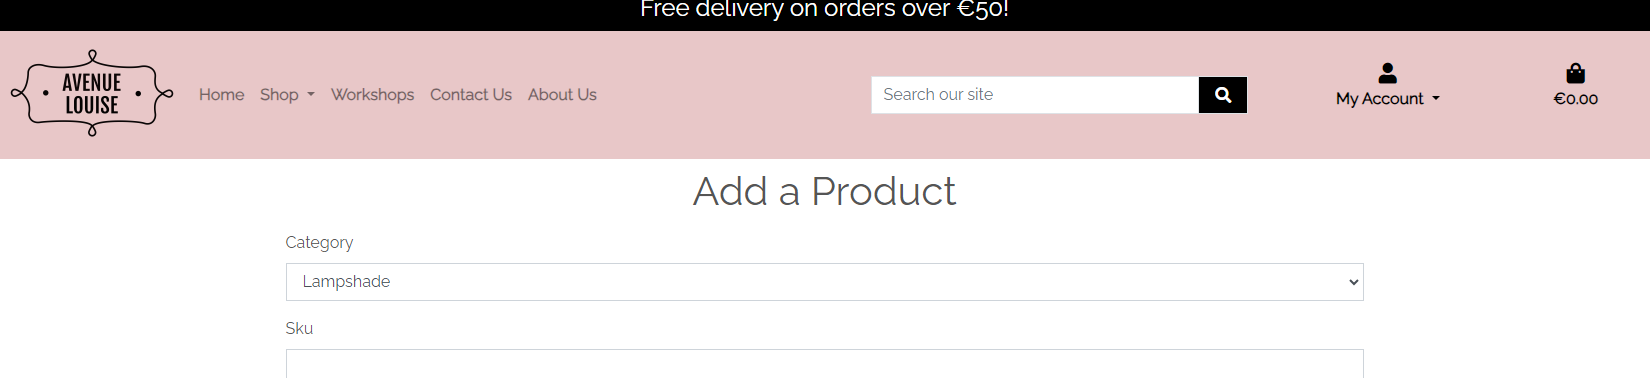 Free delivery on orders over €50!
AVENUE
LOUISE
Home Shop Workshops Contact Us About Us
Search our site
My Account
€0.00
Add a Product
Category
Lampshade
Sku